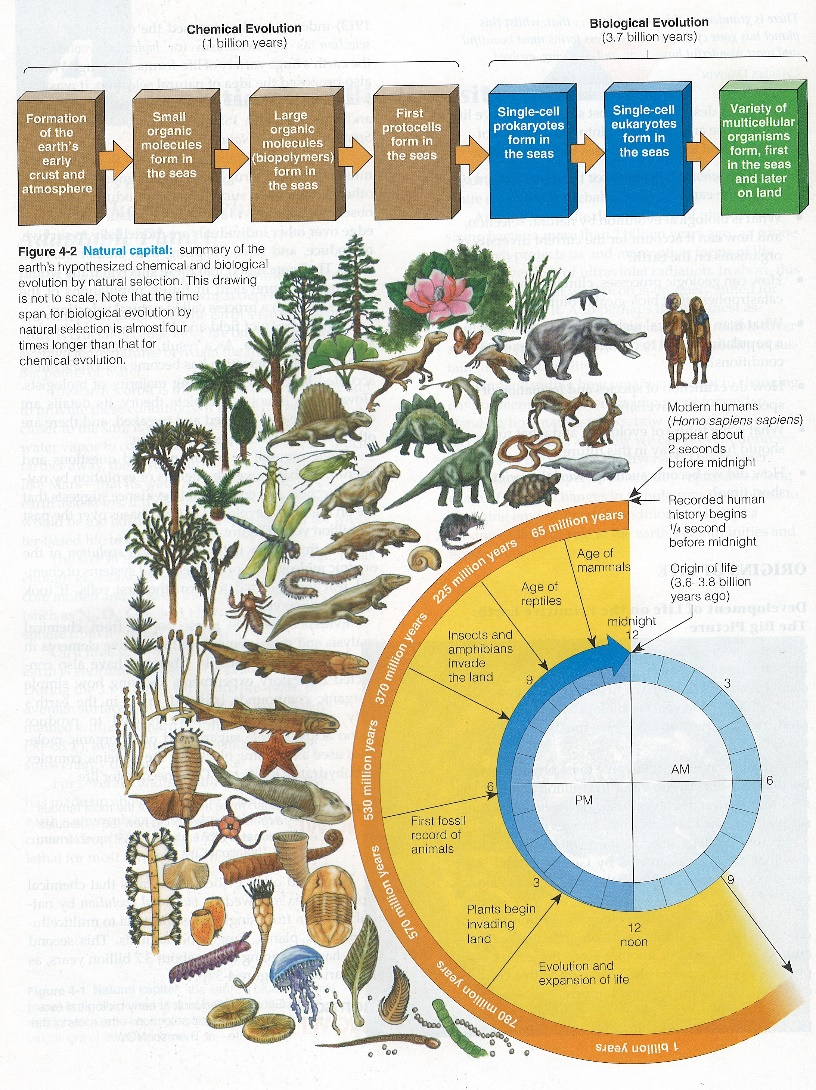 Chemical Evolution
(1 billion years)
Biological Evolution
(3.7 billion years)
Formation
of the
earth's
early
crust and
atmosphere
Small
organic
molecules
form in
the seas
Large
organic
molecules
(biopolymers)
form in
the seas
First
protocells
form in
the seas
Single-cell
prokaryotes
form in
the seas
Single-cell
eukaryotes
form in
the seas
Variety of
multicellular
organisms
form, first
in the seas
and later
on land
Figure 4-2 Natural capital: summary of the
earth's hypothesized chemical and biological
evolution by natural selection. This drawing
is not to scale. Note that the time
span for biological evolution by
natural selection is almost four
times longer than that for
chemical evolution.
Modern humans
(Homo sapiens sapiens)
appear about
2 seconds
before midnight
Recorded human
history begins
1/4 second
before midnight
Origin of life
(3.6-3.8 billion
years ago)
65 million years
225 million years
370 million years
530 million years
570 million years
780 million years
1 billion years
Age of
mammals
Age of
reptiles
Insects and
amphibians
invade
the land
First fossil
record of
animals
Plants begin
invading
land
Evolution and
expansion of life
midnight
12
3
6
9
12
noon
3
6
9
AM
PM